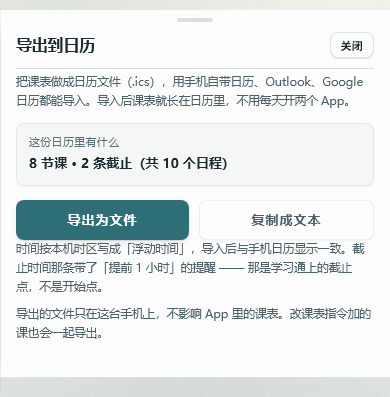 导出到日历
关闭
把课表做成日历文件（.ics），用手机自带日历、Outlook、Google
日历都能导入。导入后课表就长在日历里，不用每天开两个 App。
这份日历里有什么
8 节课 • 2 条截止（共 10 个日程）
导出为文件
复制成文本
时间按本机时区写成「浮动时间」，导入后与手机日历显示一致。截
止时间那条带了「提前 1 小时」的提醒 —— 那是学习通上的截止
点，不是开始点。
导出的文件只在这台手机上，不影响 App 里的课表。改课表指令加的
课也会一起导出。